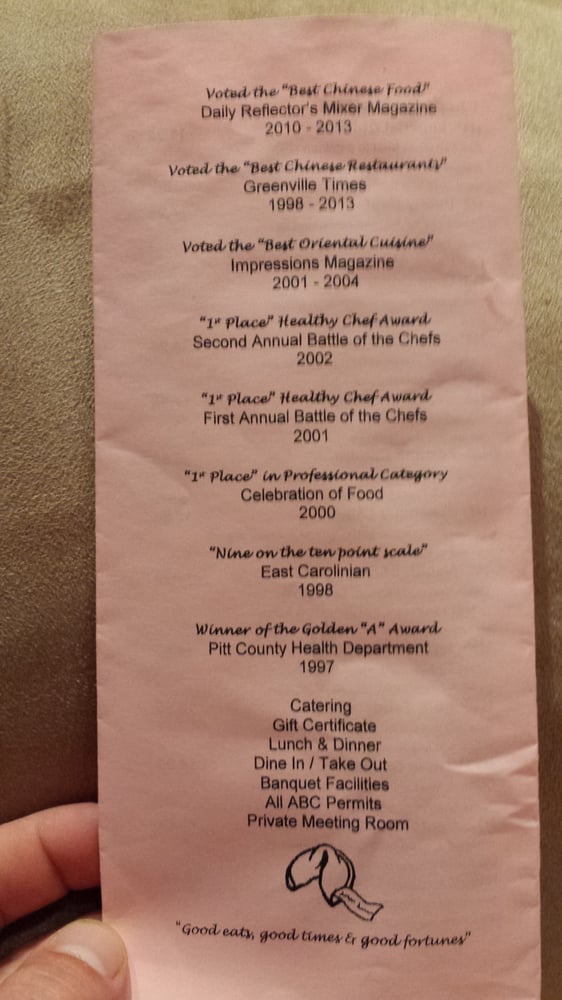 Voted the "Best Chinese Food"
Daily Reflector's Mixer Magazine
2010 - 2013
Voted the "Best Chinese Restaurants"
Greenville Times
1998 - 2013
Voted the "Best Oriental Cuisine"
Impressions Magazine
2001 - 2004
"1st Place" Healthy Chef Award
Second Annual Battle of the Chefs
2002
"1st Place" Healthy Chef Award
First Annual Battle of the Chefs
2001
"1st Place" in Professional Category
Celebration of Food
2000
"Nine on the ten point scale"
East Carolinian
1998
Winner of the Golden "A" Award
Pitt County Health Department
1997
Catering
Gift Certificate
Lunch & Dinner
Dine In / Take Out
Banquet Facilities
All ABC Permits
Private Meeting Room
"Good eats, good times & good fortunes"